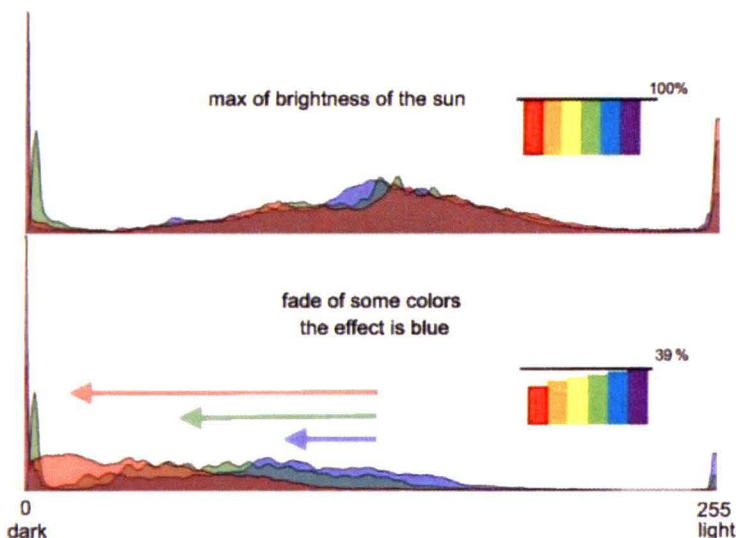 max of brightness of the sun
100%
fade of some colors
the effect is blue
39 %
0
255
dark
light